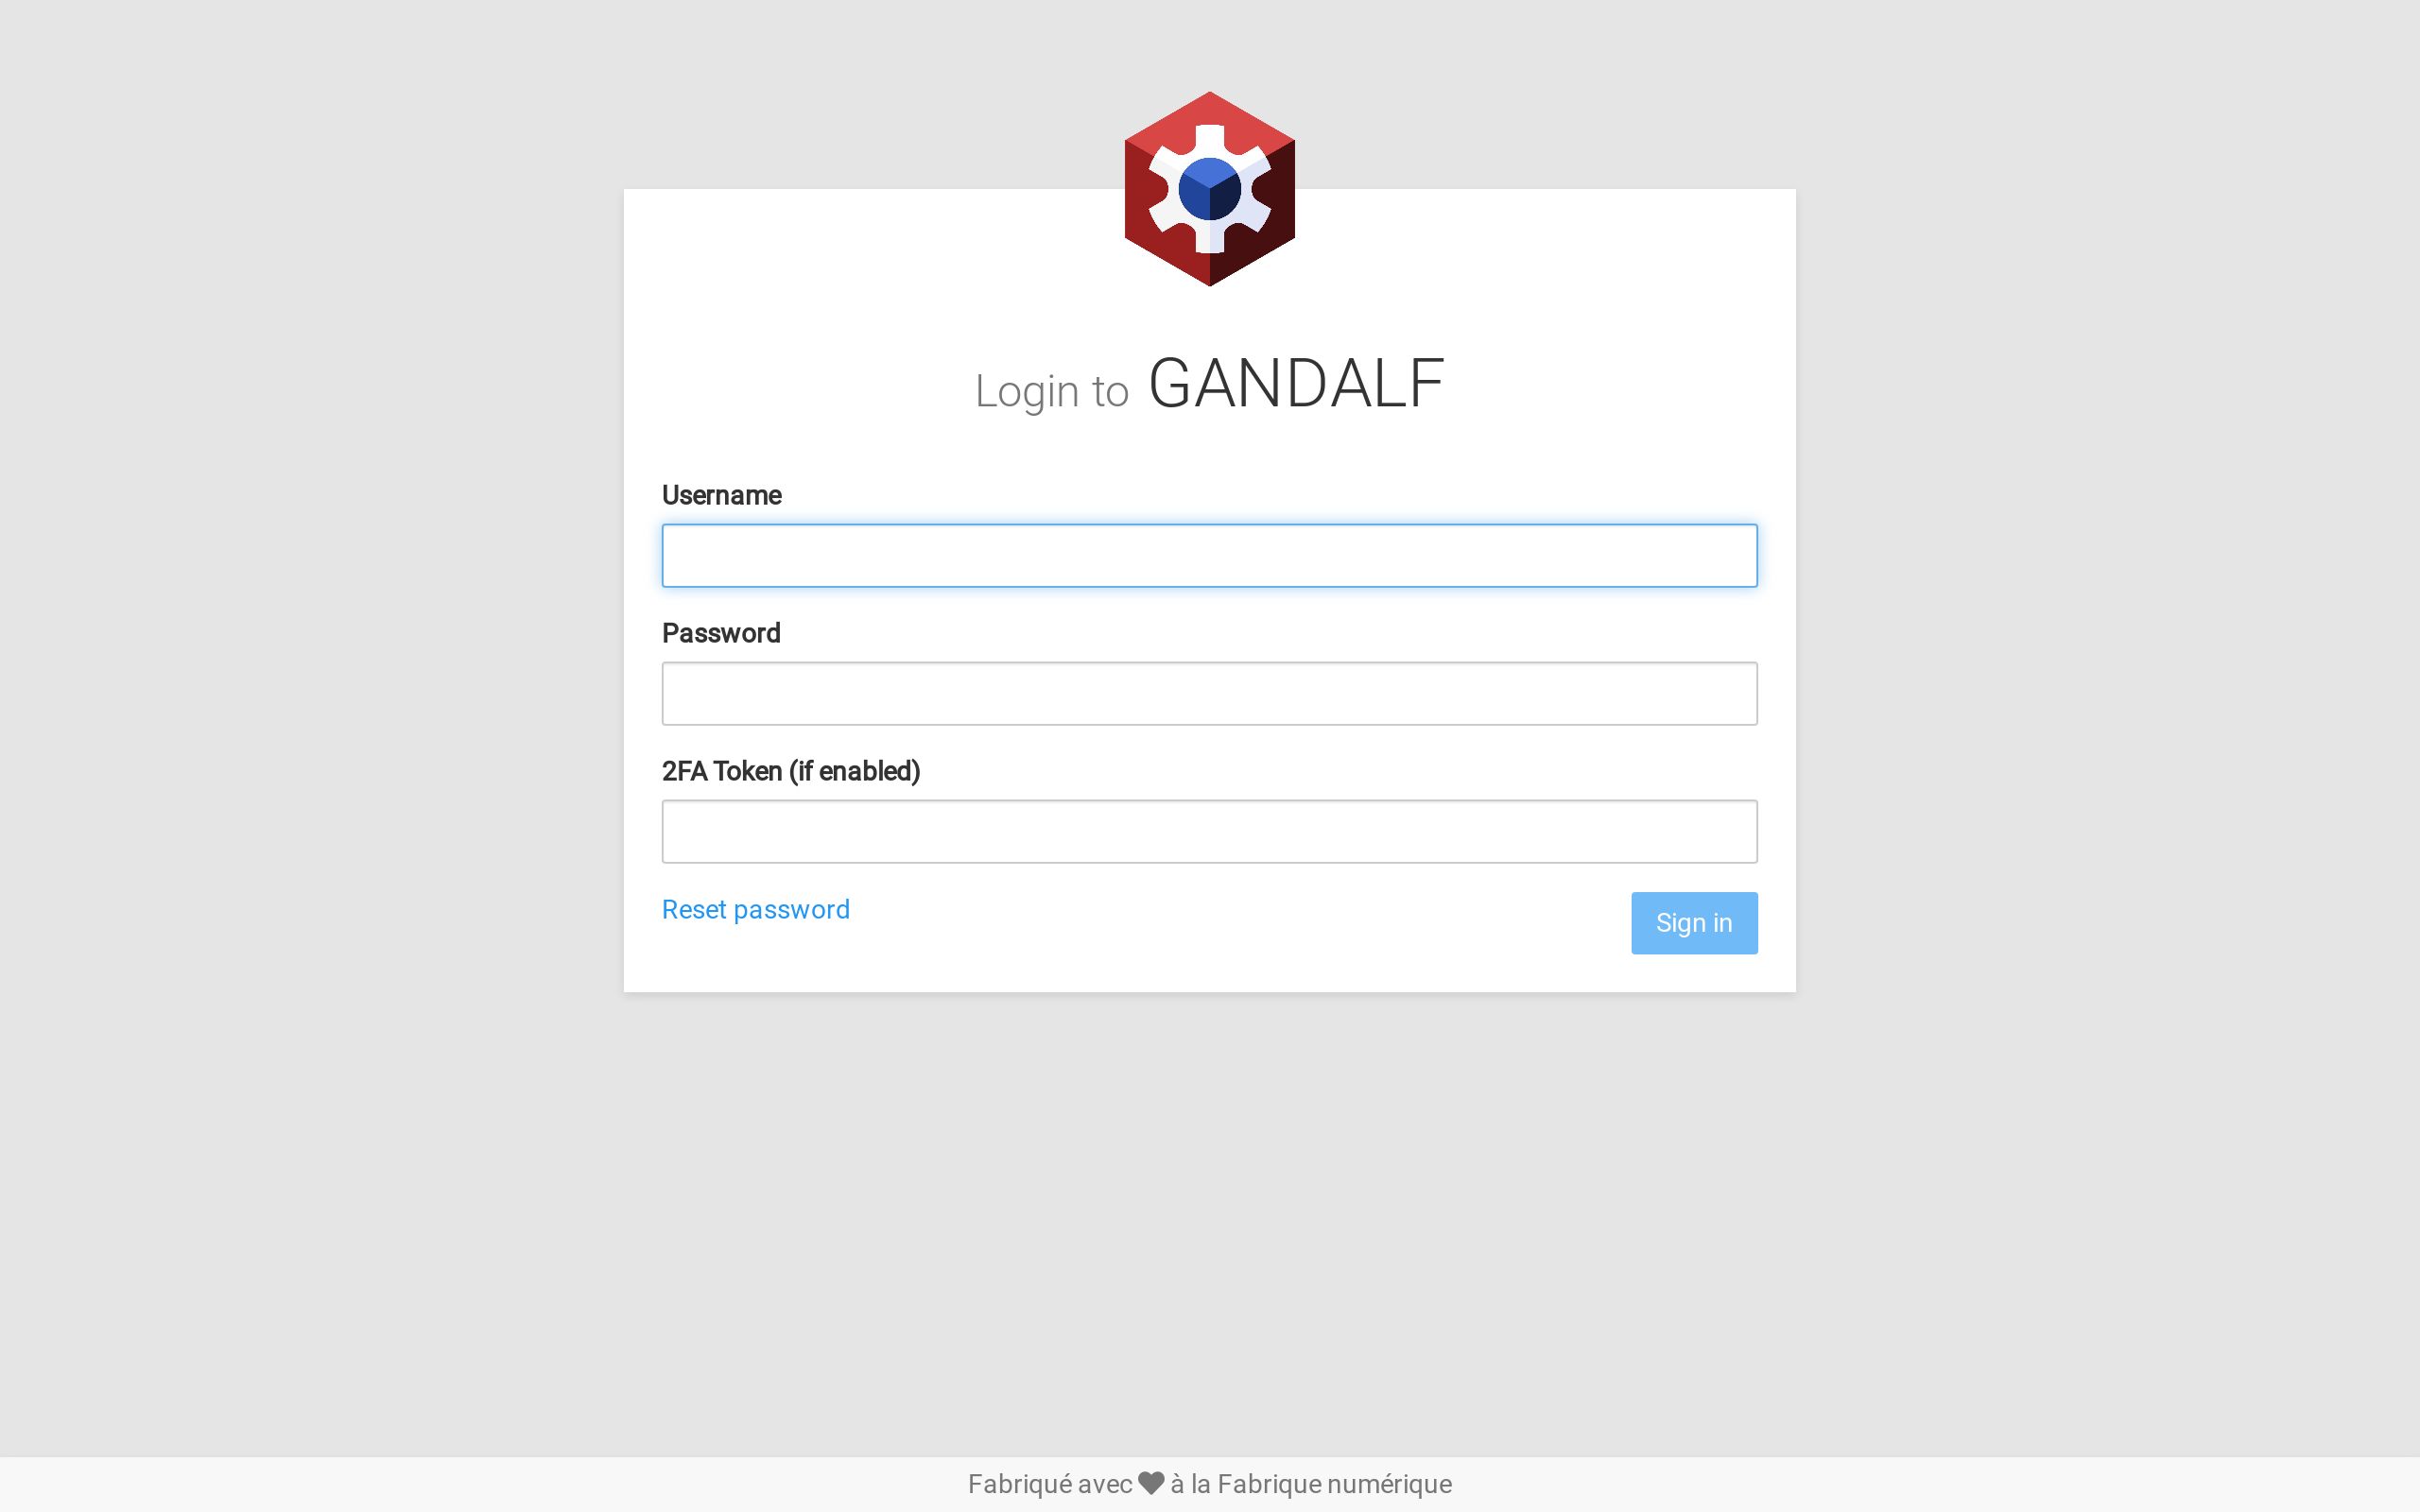 Login to GANDALF
Username
Password
2FA Token (if enabled)
Reset password
Sign in
Fabriqué avec à la Fabrique numérique